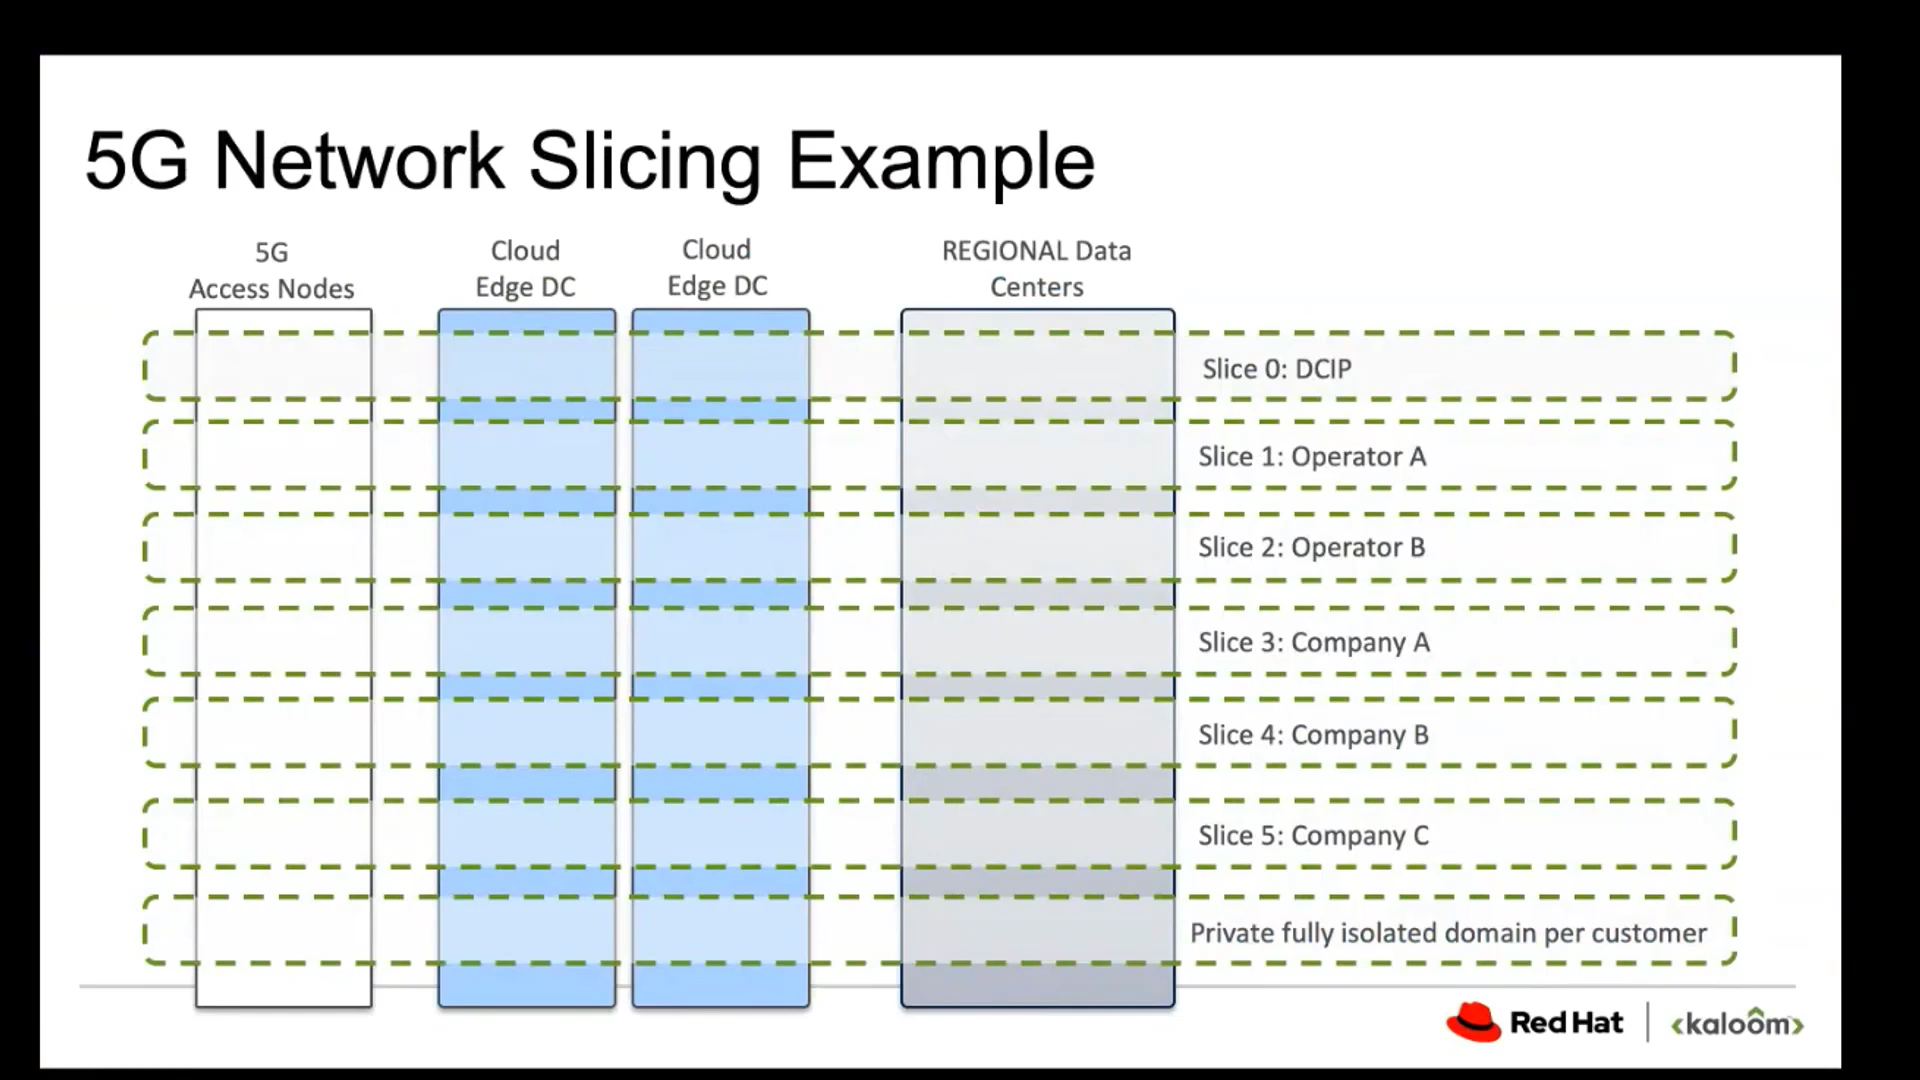 5G Network Slicing Example
5G
Access Nodes
Cloud
Edge DC
Cloud
Edge DC
REGIONAL Data
Centers
Slice 0: DCIP
Slice 1: Operator A
Slice 2: Operator B
Slice 3: Company A
Slice 4: Company B
Slice 5: Company C
Private fully isolated domain per customer
Red Hat
<kaloôm>